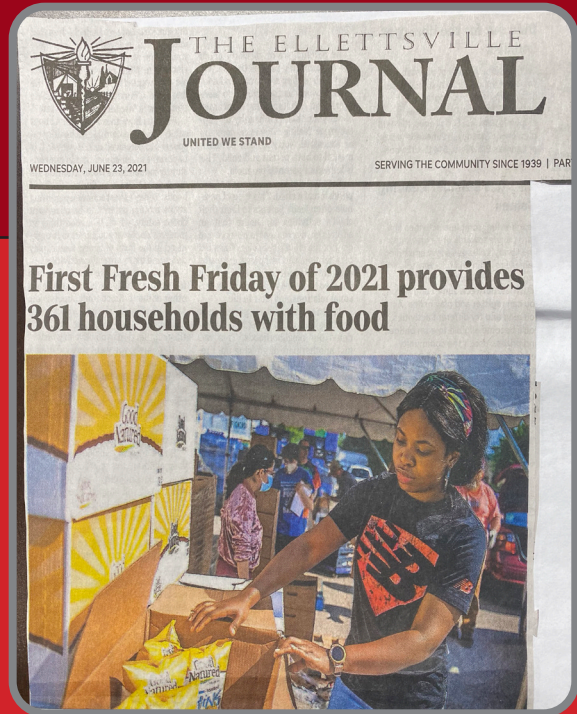 THE ELLETTSVILLE
JOURNAL
UNITED WE STAND
WEDNESDAY, JUNE 23, 2021
SERVING THE COMMUNITY SINCE 1939 | PAR
First Fresh Friday of 2021 provides
361 households with food
Good
Natured
Good
Natured